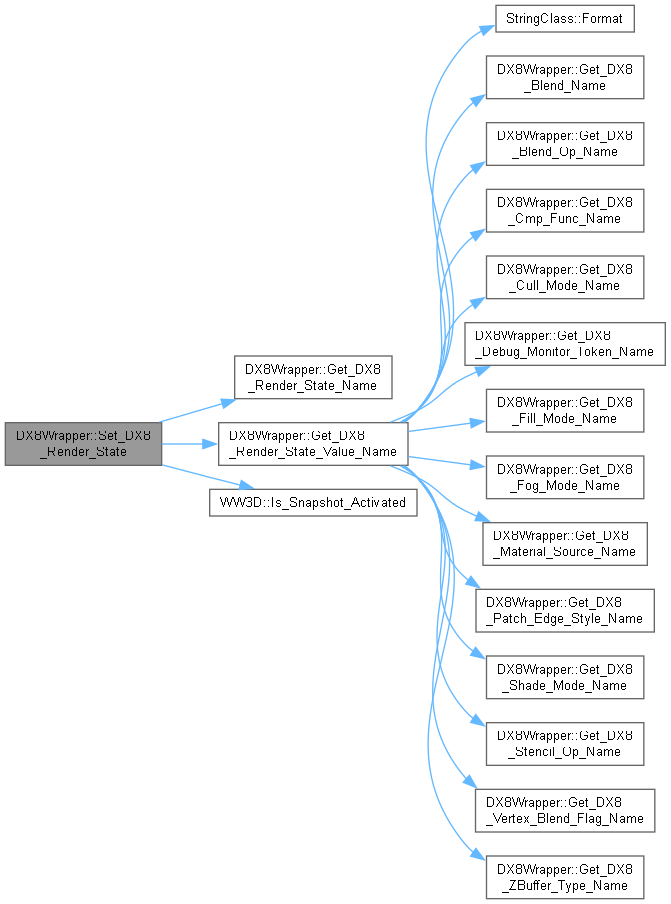 StringClass::Format
DX8Wrapper::Get_DX8
_Blend_Name
DX8Wrapper::Get_DX8
_Blend_Op_Name
DX8Wrapper::Get_DX8
_Cmp_Func_Name
DX8Wrapper::Get_DX8
_Cull_Mode_Name
DX8Wrapper::Get_DX8
_Debug_Monitor_Token_Name
DX8Wrapper::Get_DX8
_Render_State_Name
DX8Wrapper::Get_DX8
_Fill_Mode_Name
DX8Wrapper::Set_DX8
_Render_State
DX8Wrapper::Get_DX8
_Render_State_Value_Name
DX8Wrapper::Get_DX8
_Fog_Mode_Name
WW3D::Is_Snapshot_Activated
DX8Wrapper::Get_DX8
_Material_Source_Name
DX8Wrapper::Get_DX8
_Patch_Edge_Style_Name
DX8Wrapper::Get_DX8
_Shade_Mode_Name
DX8Wrapper::Get_DX8
_Stencil_Op_Name
DX8Wrapper::Get_DX8
_Vertex_Blend_Flag_Name
DX8Wrapper::Get_DX8
_ZBuffer_Type_Name